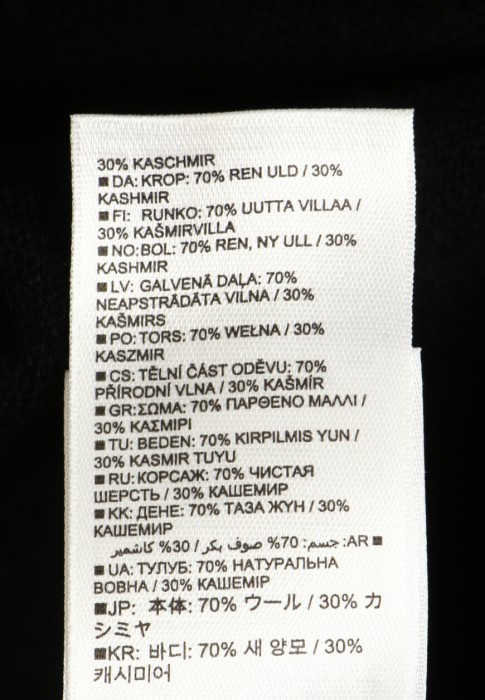 30% KASCHMIR
■ DA: KROP: 70% REN ULD / 30%
KASHMIR
■ FI: RUNKO: 70% UUTTA VILLAA /
30% KAŠMIRVILLA
■ NO:BOL: 70% REN, NY ULL / 30%
KASHMIR
■ LV: GALVENĀ DAĻA: 70%
NEAPSTRĀDĀTA VILNA / 30%
KAŠMIRS
■ PO: TORS: 70% WEŁNA / 30%
KASZMIR
■ CS: TĚLNÍ ČÁST ODĚVU: 70%
PŘÍRODNÍ VLNA / 30% KAŠMÍR
■ GR:ΣΩΜΑ: 70% ΠΑΡΘΕΝΟ ΜΑΛΛΙ /
30% ΚΑΣΜΙΡΙ
■ TU: BEDEN: 70% KIRPILMIS YUN /
30% KASMIR TUYU
■ RU: КОРСАЖ: 70% ЧИСТАЯ
ШЕРСТЬ / 30% КАШЕМИР
■ KK: ДЕНЕ: 70% ТАЗА ЖҮН / 30%
КАШЕМИР
■ AR: جسم: 70% صوف بكر / 30% كاشمير
■ UA: ТУЛУБ: 70% НАТУРАЛЬНА
ВОВНА / 30% КАШЕМІР
■JP: 本体: 70% ウール / 30% カ
シミヤ
■KR: 바디: 70% 새 양모 / 30%
캐시미어